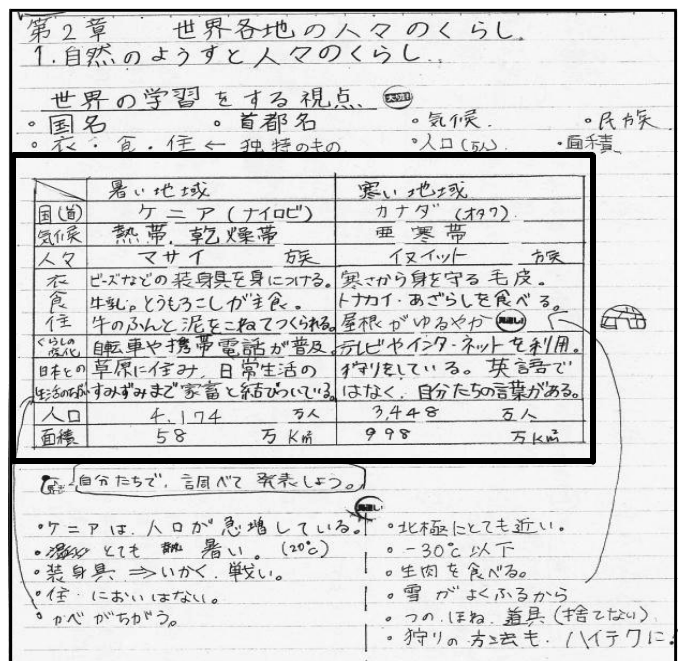 第2章 世界各地の人々のくらし
1.自然のようすと人々のくらし
世界の学習をする視点
・国名 ・首都名 ・気候 ・民族
・衣・食・住 ← 独特のもの ・人口(万人) ・面積
暑い地域 寒い地域
国(首) ケニア(ナイロビ) カナダ(オタワ)
気候 熱帯、乾燥帯 亜寒帯
人々 マサイ 族 イヌイット 族
衣 ビーズなどの装身具を身につける。 寒さから身を守る毛皮。
食 牛乳。とうもろこしが主食。 トナカイ・あざらしを食べる。
住 牛のふんと泥をこねてつくられる。 屋根がゆるやか
くらしの変化 自転車や携帯電話が普及。 テレビやインターネットを利用。
日本との 草原に住み、日常生活の 狩りをしている。英語で
生活のちがい すみずみまで家畜と結びついている。 はなく、自分たちの言葉がある。
人口 4,174 万人 3,448 万人
面積 58 万km² 998 万km²
自分たちで、調べて発表しよう。
・ケニアは、人口が急増している。 ・北極にとても近い。
・とても 暑い。(20℃) ・-30℃以下
・装身具 ⇒いかく、戦い。 ・生肉を食べる。
・住・においはない。 ・雪がよくふるから
・かべがちがう。 ・つの、ほね、道具(捨てない)
・狩りの方法も、ハイテクに!